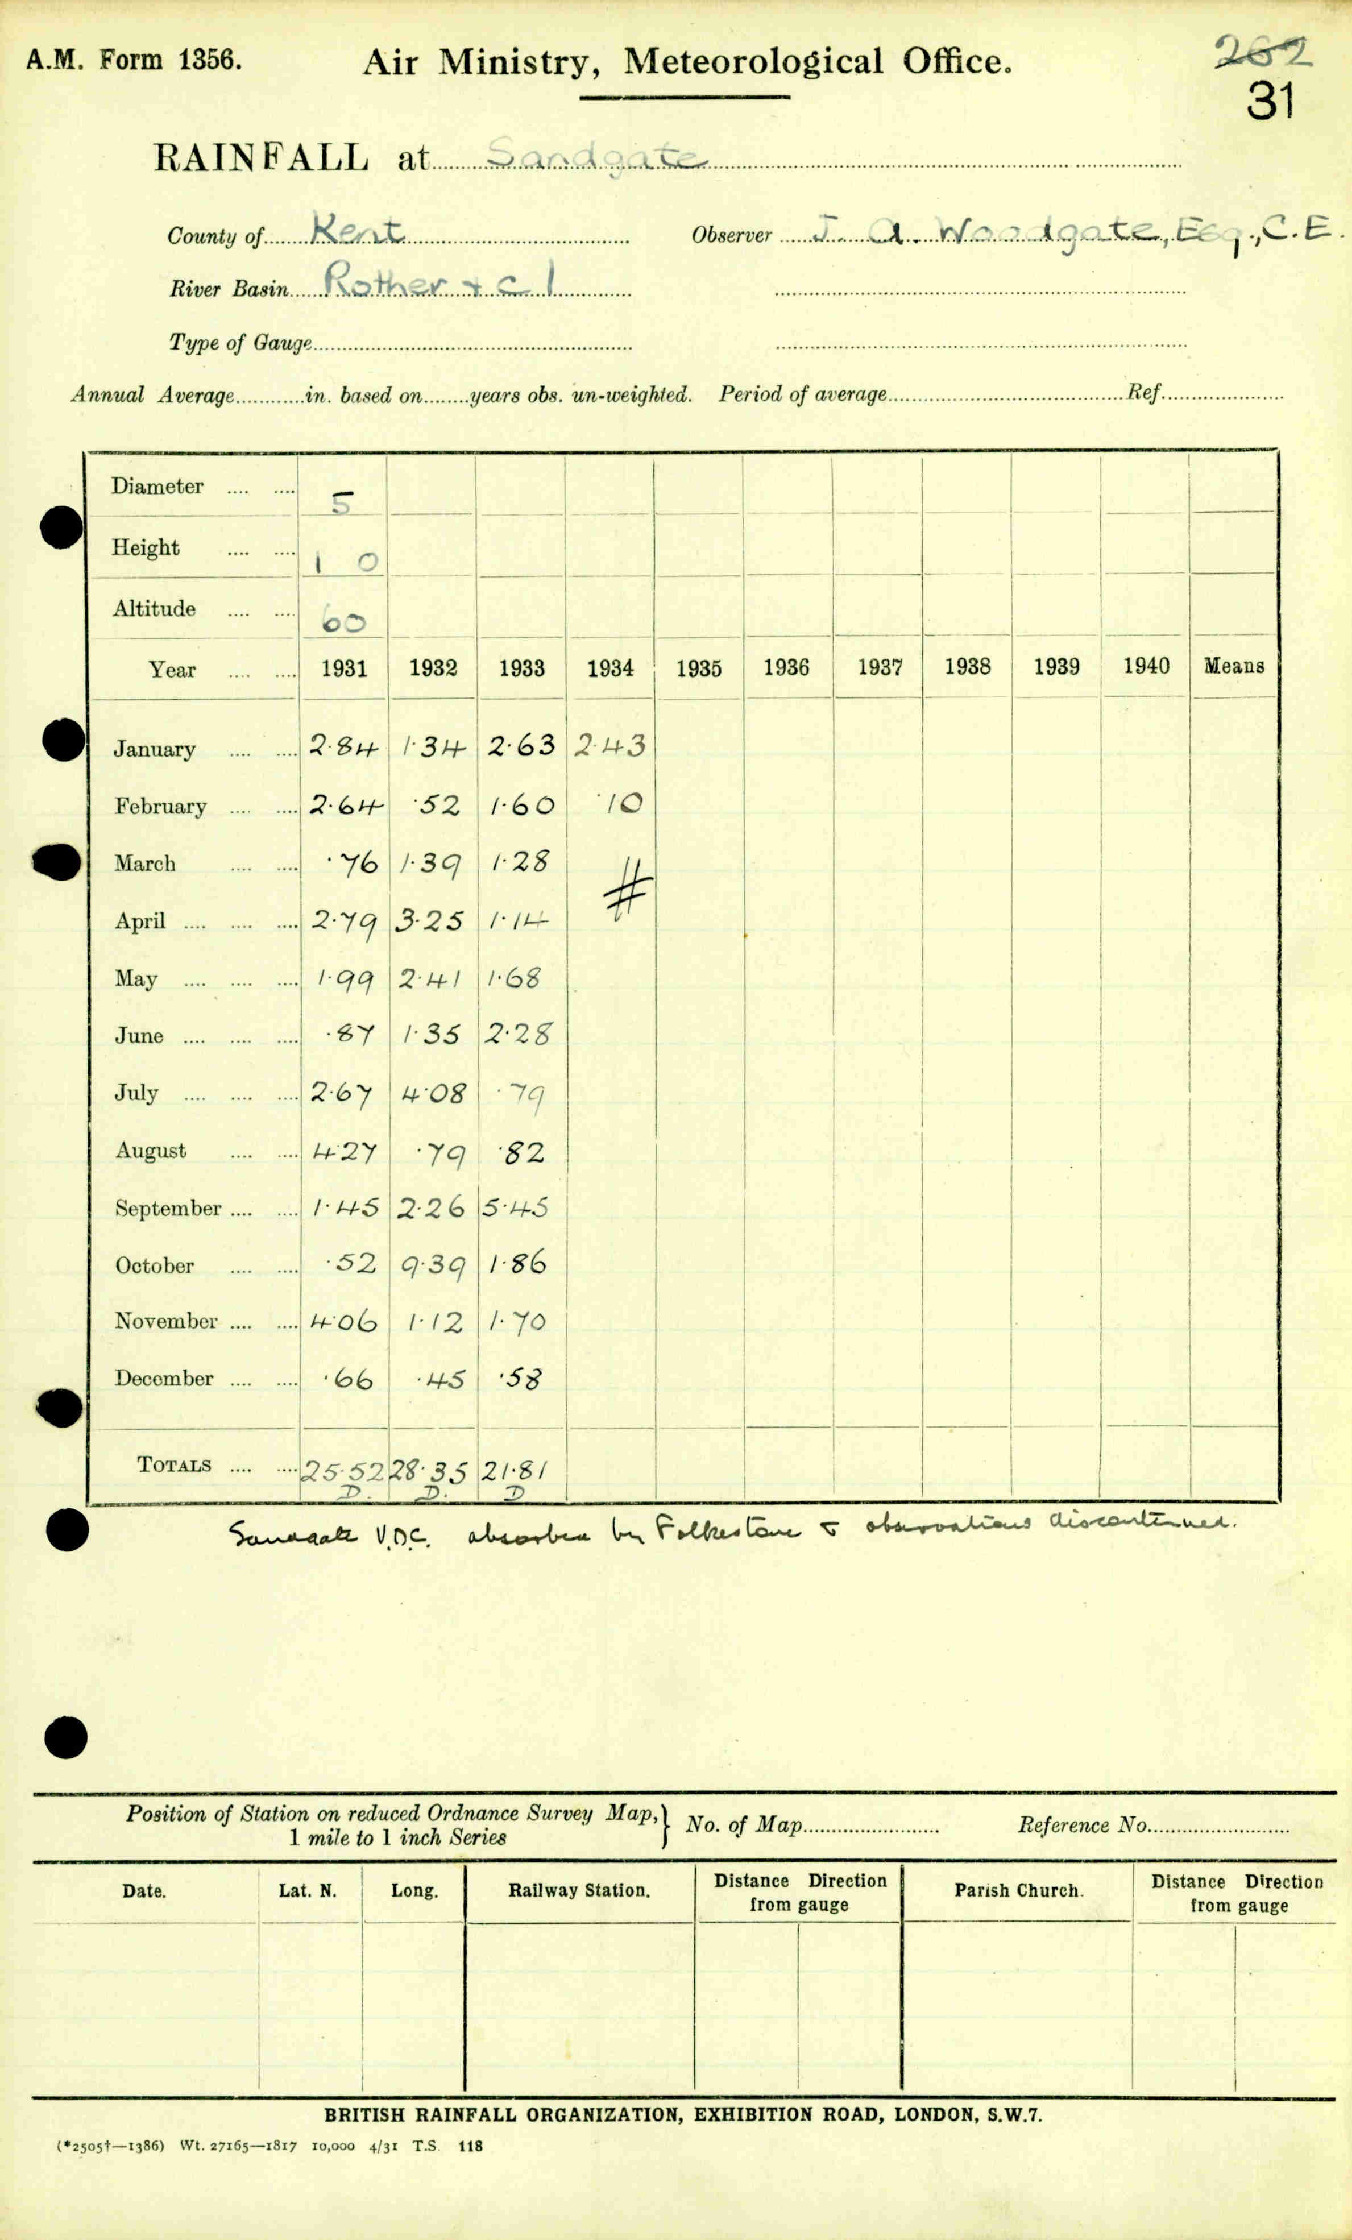 A.M. Form 1356. Air Ministry, Meteorological Office. 262
31
RAINFALL at Sandgate
County of Kent Observer J. A. Woodgate, Esq., C.E.
River Basin Rother + c 1
Type of Gauge
Annual Average in. based on years obs. un-weighted. Period of average Ref.
Diameter 5
Height 1 0
Altitude 60
Year 1931 1932 1933 1934 1935 1936 1937 1938 1939 1940 Means
January 2.84 1.34 2.63 2.43
February 2.64 .52 1.60 .10
March .76 1.39 1.28
#
April 2.79 3.25 1.14
May 1.99 2.41 1.68
June .87 1.35 2.28
July 2.67 4.08 .79
August 4.27 .79 .82
September 1.45 2.26 5.45
October .52 9.39 1.86
November 4.06 1.12 1.70
December .66 .45 .58
TOTALS 25.52 28.35 21.81
D. D. D
Sandgate U.D.C. absorbed by Folkestone & observations discontinued.
Position of Station on reduced Ordnance Survey Map, 1 mile to 1 inch Series } No. of Map Reference No.
Date. Lat. N. Long. Railway Station. Distance Direction from gauge Parish Church. Distance Direction from gauge
BRITISH RAINFALL ORGANIZATION, EXHIBITION ROAD, LONDON, S.W.7.
(*2505†—1386) Wt. 27165—1817 10,000 4/31 T.S. 118